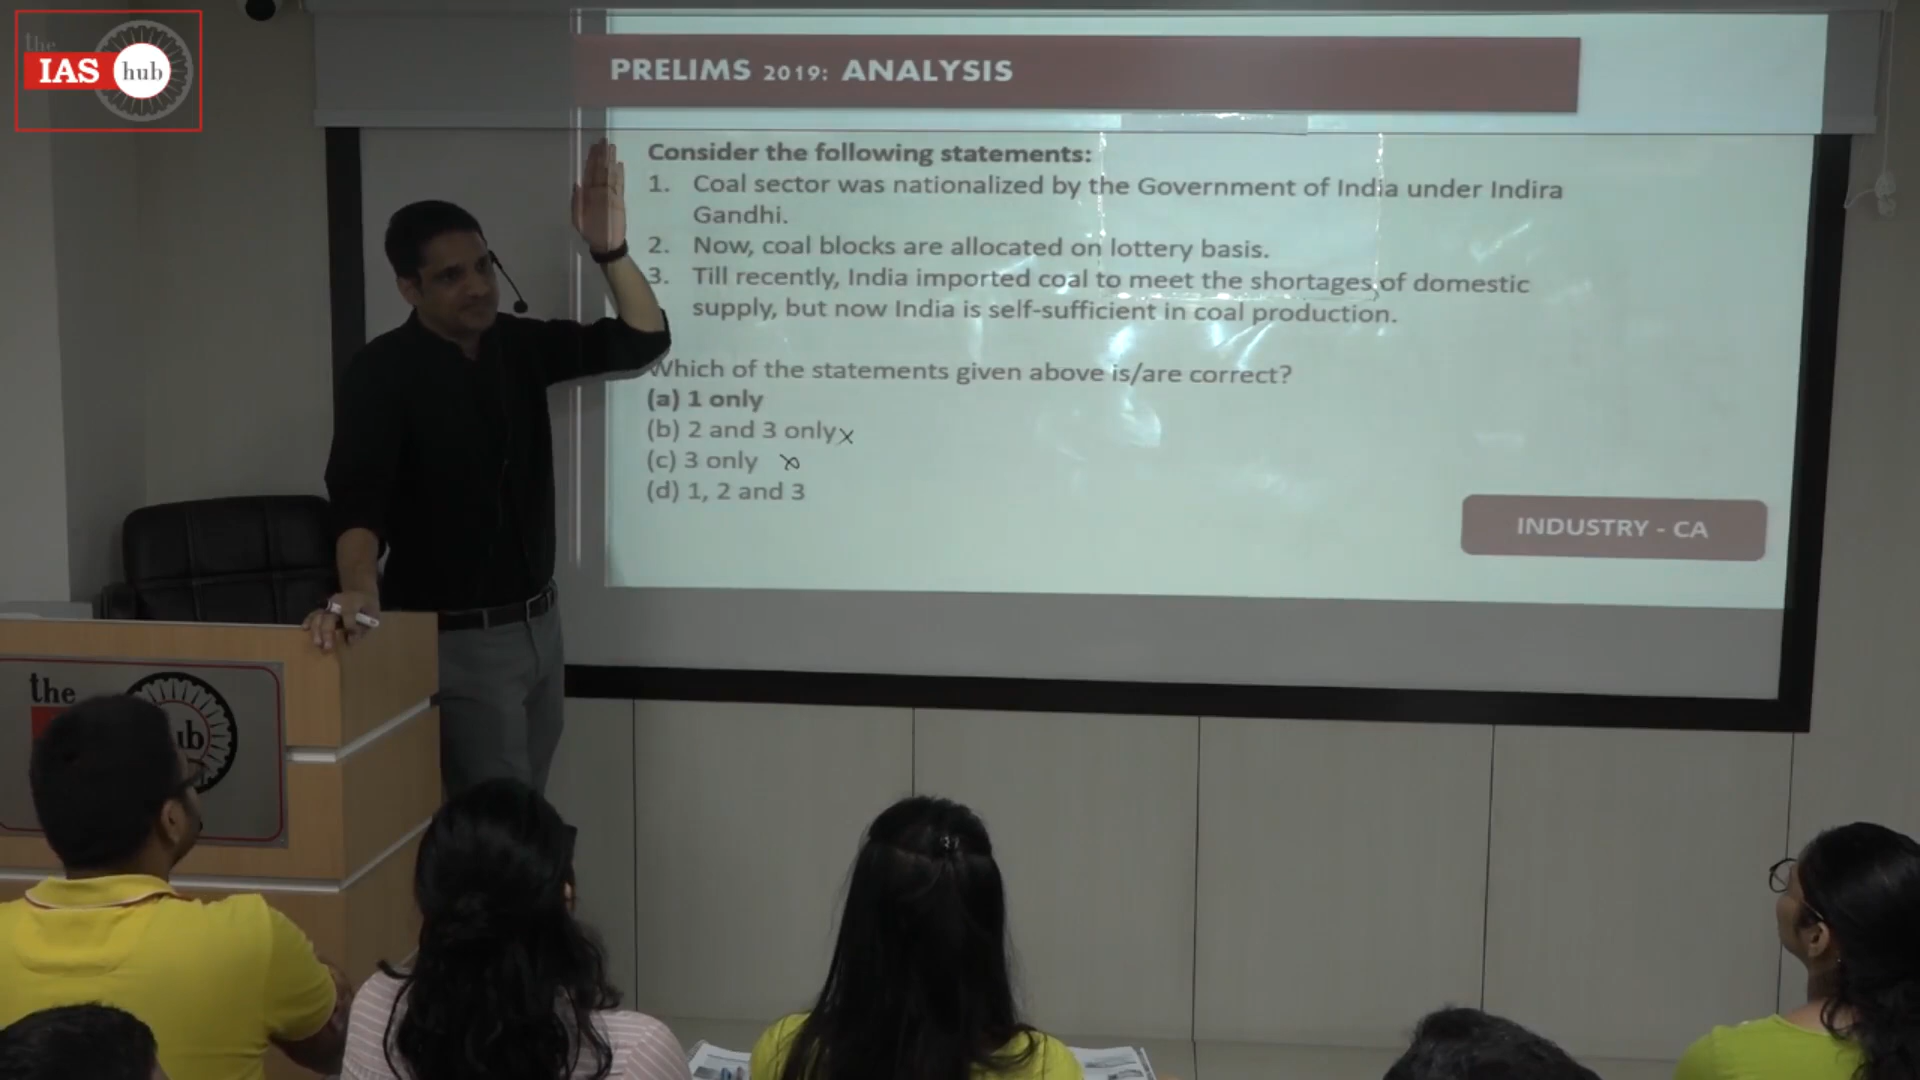 the
IAS hub
PRELIMS 2019: ANALYSIS
Consider the following statements:
1. Coal sector was nationalized by the Government of India under Indira
Gandhi.
2. Now, coal blocks are allocated on lottery basis.
3. Till recently, India imported coal to meet the shortages of domestic
supply, but now India is self-sufficient in coal production.
Which of the statements given above is/are correct?
(a) 1 only
(b) 2 and 3 only x
(c) 3 only x
(d) 1, 2 and 3
INDUSTRY - CA
the
ub